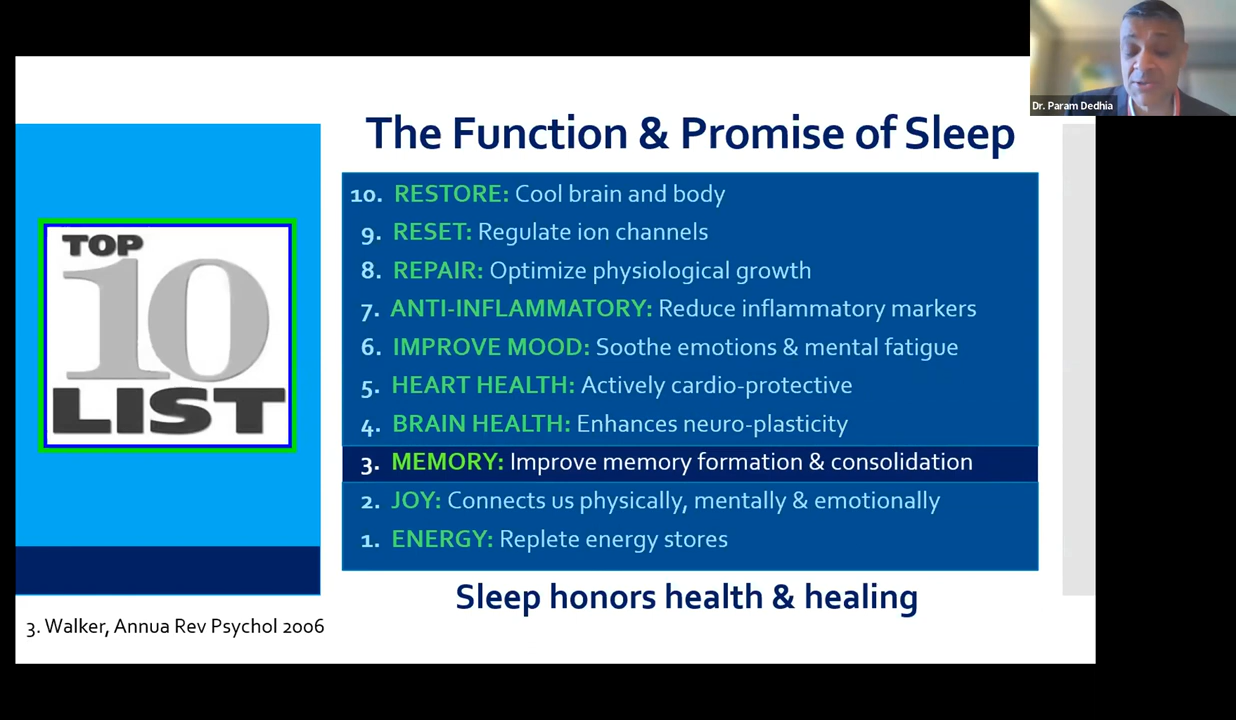 Dr. Param Dedhia
The Function & Promise of Sleep
TOP
10
LIST
10. RESTORE: Cool brain and body
9. RESET: Regulate ion channels
8. REPAIR: Optimize physiological growth
7. ANTI-INFLAMMATORY: Reduce inflammatory markers
6. IMPROVE MOOD: Soothe emotions & mental fatigue
5. HEART HEALTH: Actively cardio-protective
4. BRAIN HEALTH: Enhances neuro-plasticity
3. MEMORY: Improve memory formation & consolidation
2. JOY: Connects us physically, mentally & emotionally
1. ENERGY: Replete energy stores
Sleep honors health & healing
3. Walker, Annua Rev Psychol 2006